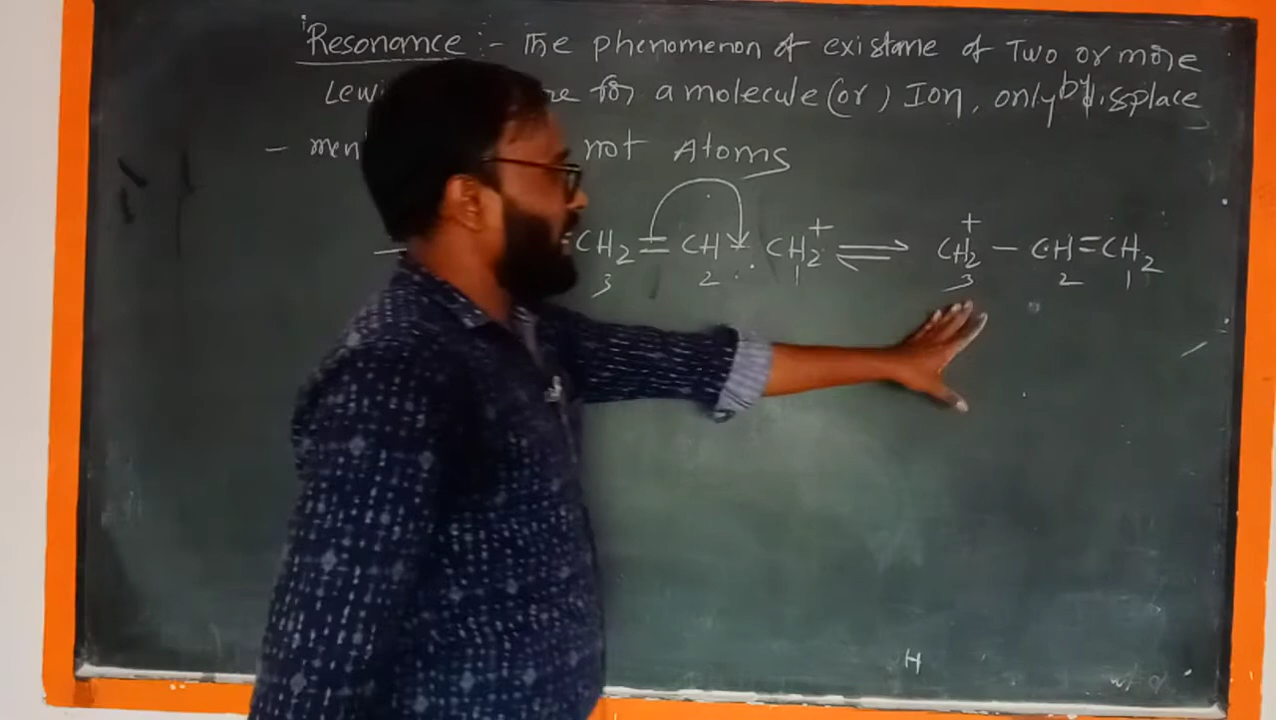 Resonance :- The phenomenon of existane of Two or more
Lewi for a molecule (or) Ion, only by displace
- men not Atoms
=CH2 = CH - CH2+ ⇌ CH2+ - CH=CH2
3 2 1 3 2 1
H